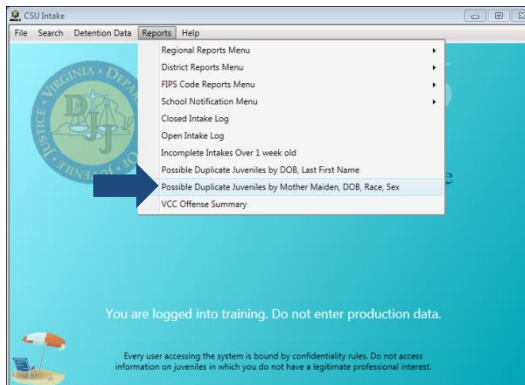 CSU Intake
File Search Detention Data Reports Help
Regional Reports Menu
District Reports Menu
FIPS Code Reports Menu
School Notification Menu
Closed Intake Log
Open Intake Log
Incomplete Intakes Over 1 week old
Possible Duplicate Juveniles by DOB, Last First Name
Possible Duplicate Juveniles by Mother Maiden, DOB, Race, Sex
VCC Offense Summary
VIRGINIA
DJJ
JUSTICE
You are logged into training. Do not enter production data.
Every user accessing the system is bound by confidentiality rules. Do not access
information on juveniles in which you do not have a legitimate professional interest.